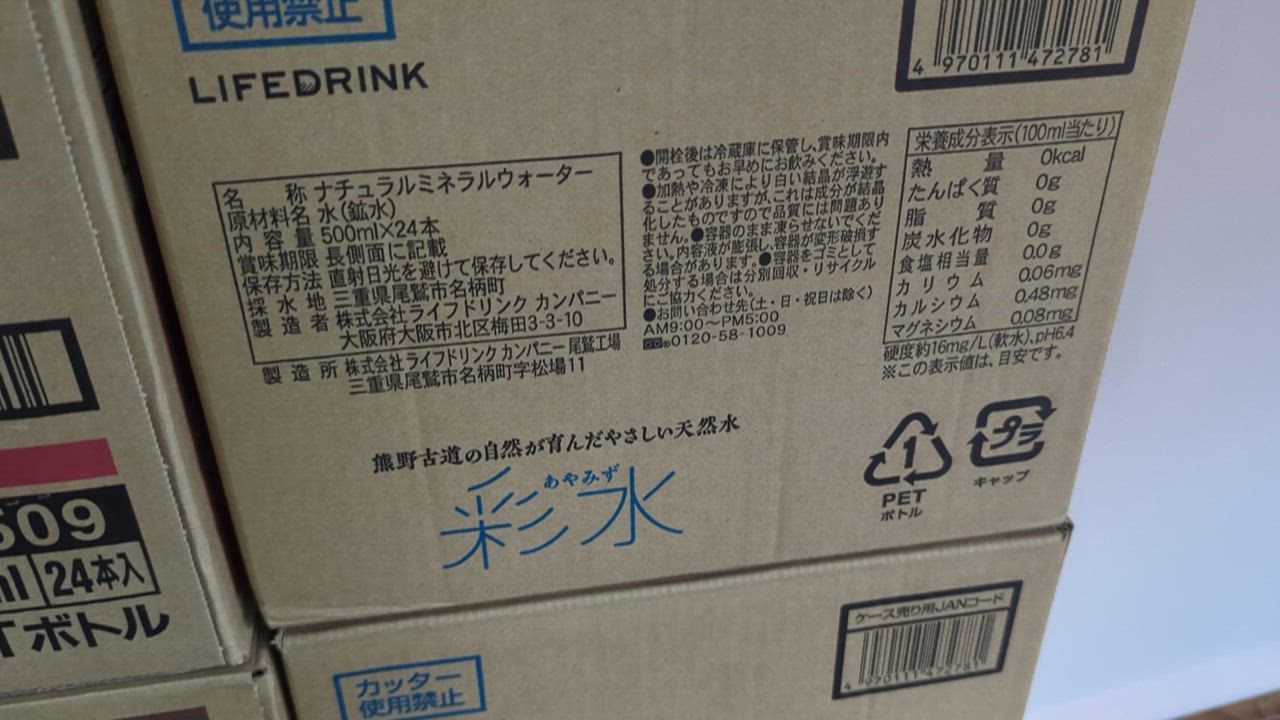 使用禁止
LIFEDRINK
4 970111 472781
名称 ナチュラルミネラルウォーター
原材料名 水(鉱水)
内容量 500ml×24本
賞味期限 長側面に記載
保存方法 直射日光を避けて保存してください。
採水地 三重県尾鷲市名柄町
製造者 株式会社ライフドリンク カンパニー
大阪府大阪市北区梅田3-3-10
製造所 株式会社ライフドリンク カンパニー 尾鷲工場
三重県尾鷲市名柄町字松場11
●開栓後は冷蔵庫に保管し、賞味期限内
であってもお早めにお飲みください。
●加熱や冷凍により白い結晶が浮遊す
ることがありますが、これは成分が結晶
化したものですので品質には問題あり
ません。●容器のまま凍らせないでくだ
さい。内容液が膨張し、容器が変形破損す
る場合があります。●容器をゴミとして
処分する場合は分別回収・リサイクル
にご協力ください。
●お問い合わせ先(土・日・祝日は除く)
AM9:00〜PM5:00
0120-58-1009
栄養成分表示(100ml当たり)
熱量 0kcal
たんぱく質 0g
脂質 0g
炭水化物 0g
食塩相当量 0.0g
カリウム 0.06mg
カルシウム 0.48mg
マグネシウム 0.08mg
硬度約16mg/L(軟水)、pH6.4
※この表示値は、目安です。
熊野古道の自然が育んだやさしい天然水
あやみず
彩水
1
PET
ボトル
プラ
キャップ
509
ml 24本入
Tボトル
カッター
使用禁止
ケース売り用JANコード
4 970111 472781